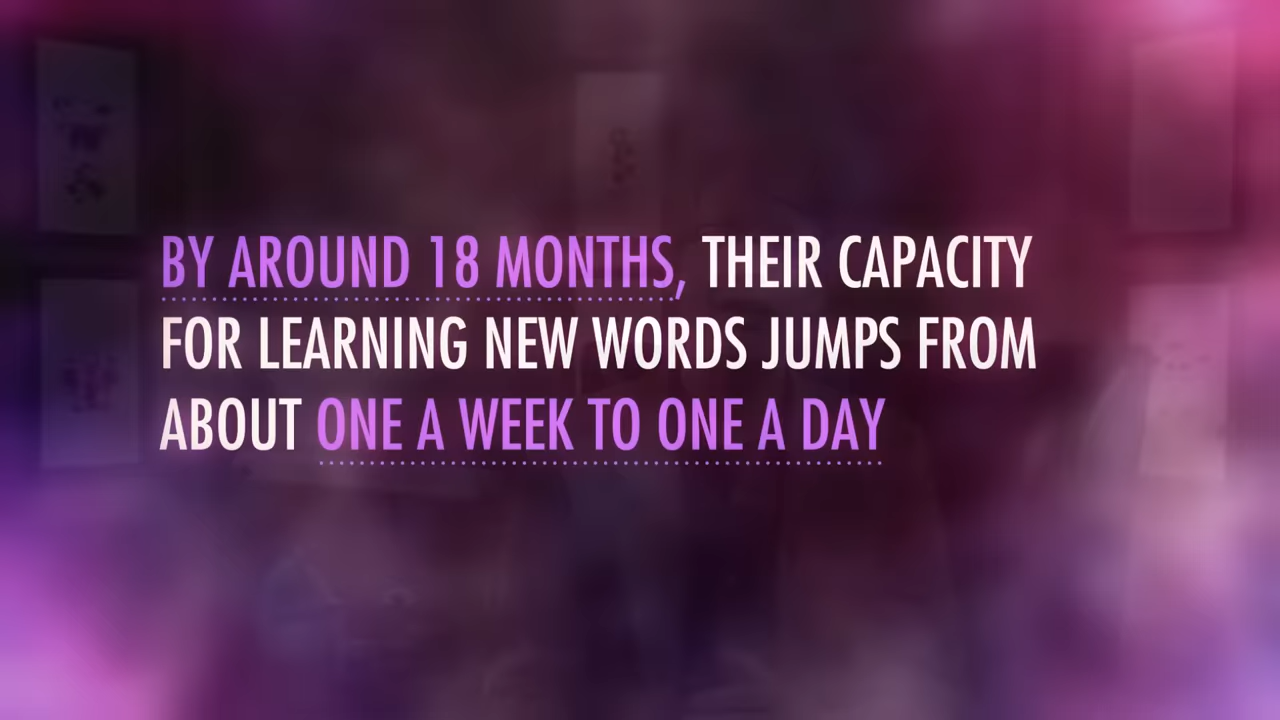 BY AROUND 18 MONTHS, THEIR CAPACITY
FOR LEARNING NEW WORDS JUMPS FROM
ABOUT ONE A WEEK TO ONE A DAY